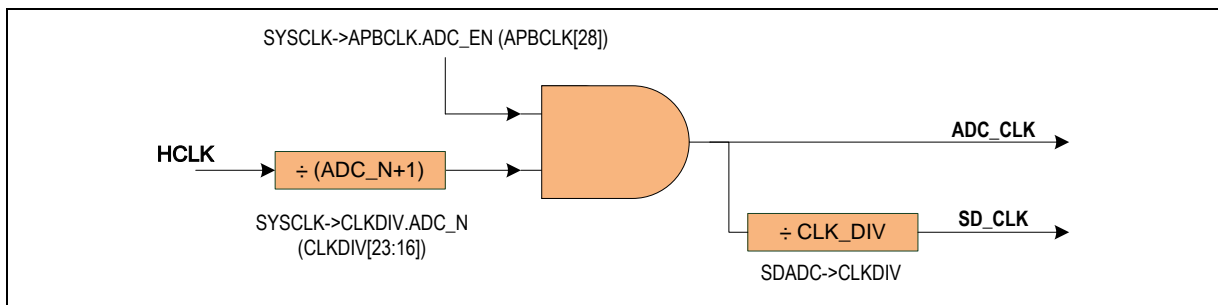 SYSCLK->APBCLK.ADC_EN (APBCLK[28])
ADC_CLK
HCLK
÷ (ADC_N+1)
SYSCLK->CLKDIV.ADC_N
(CLKDIV[23:16])
÷ CLK_DIV
SD_CLK
SDADC->CLKDIV